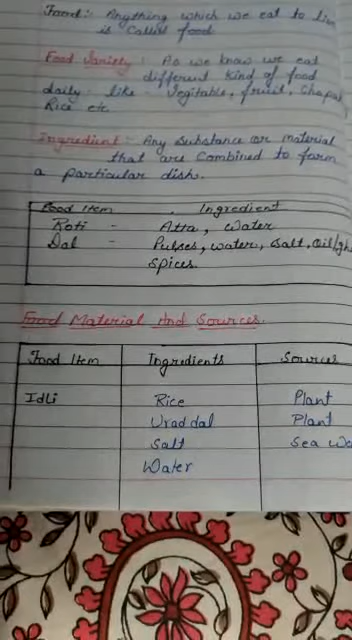 Food:- Anything which we eat to live
is Called food
Food Variety:- As we know we eat
different kind of food
daily like - Vegitable, fruit, Chapat
Rice etc
Ingredient:- Any substance or material
that are Combined to form
a particular dish.
Food Item Ingredient
Roti - Atta, Water
Dal - Pulses, water, Salt, Oil/ghe
Spices.
Food Material And Sources.
Food Item Ingredients Sources
Idli Rice Plant
Urad dal Plant
Salt Sea We
Water